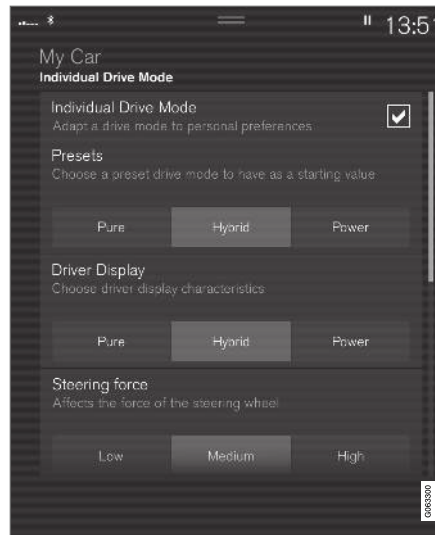 13:51
My Car
Individual Drive Mode
Individual Drive Mode
Adapt a drive mode to personal preferences
Presets
Choose a preset drive mode to have as a starting value
Pure Hybrid Power
Driver Display
Choose driver display characteristics
Pure Hybrid Power
Steering force
Affects the force of the steering wheel
Low Medium High
G063300